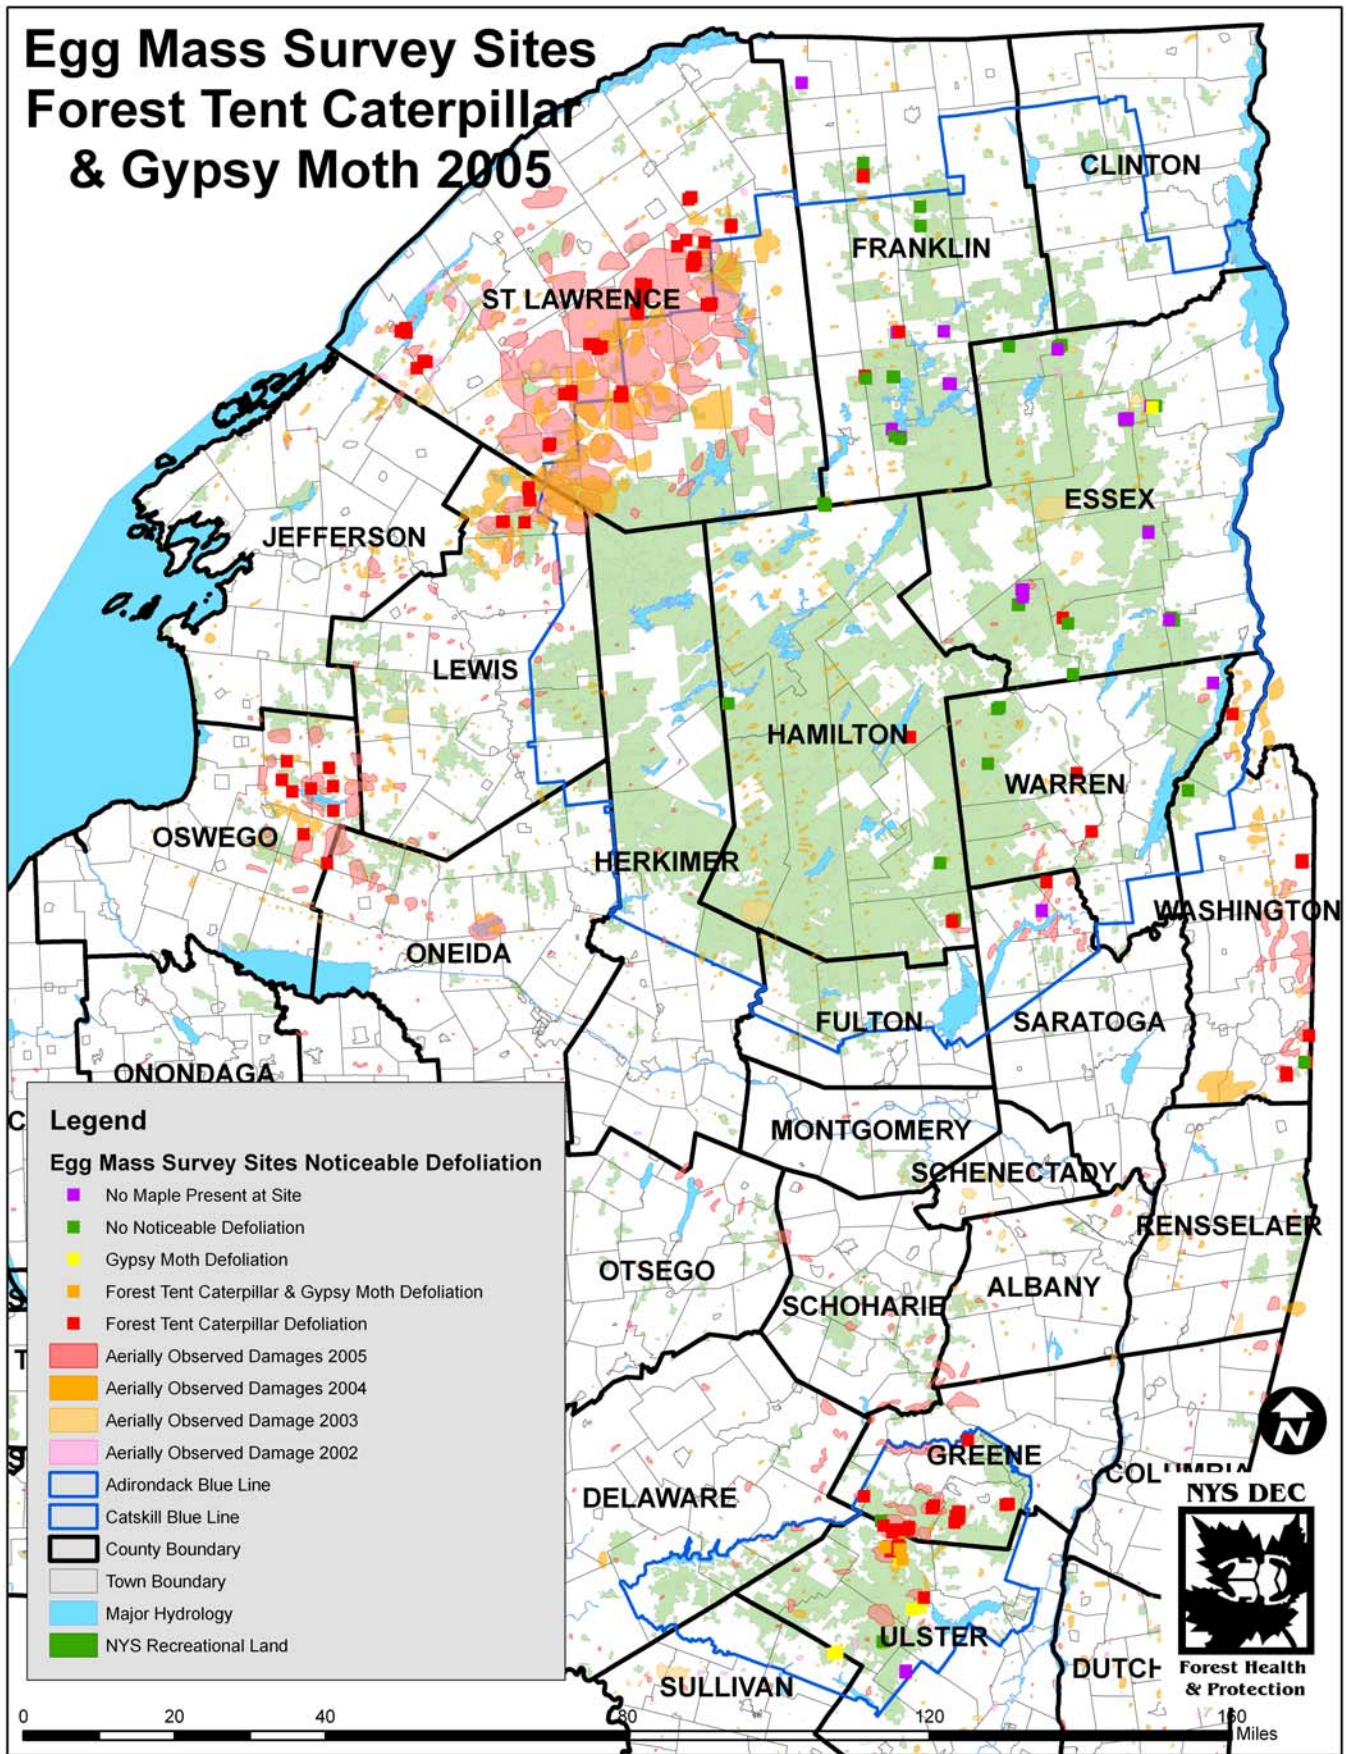 Egg Mass Survey Sites
Forest Tent Caterpillar
& Gypsy Moth 2005
CLINTON
FRANKLIN
ST LAWRENCE
ESSEX
JEFFERSON
LEWIS
HAMILTON
WARREN
OSWEGO
HERKIMER
WASHINGTON
ONEIDA
FULTON
SARATOGA
ONONDAGA
C
MONTGOMERY
SCHENECTADY
RENSSELAER
OTSEGO
ALBANY
SCHOHARIE
S
T
S
GREENE
COLUMBIA
DELAWARE
ULSTER
SULLIVAN
DUTCH
Legend
Egg Mass Survey Sites Noticeable Defoliation
No Maple Present at Site
No Noticeable Defoliation
Gypsy Moth Defoliation
Forest Tent Caterpillar & Gypsy Moth Defoliation
Forest Tent Caterpillar Defoliation
Aerially Observed Damages 2005
Aerially Observed Damages 2004
Aerially Observed Damage 2003
Aerially Observed Damage 2002
Adirondack Blue Line
Catskill Blue Line
County Boundary
Town Boundary
Major Hydrology
NYS Recreational Land
N
NYS DEC
Forest Health
& Protection
0 20 40 80 120 160
Miles